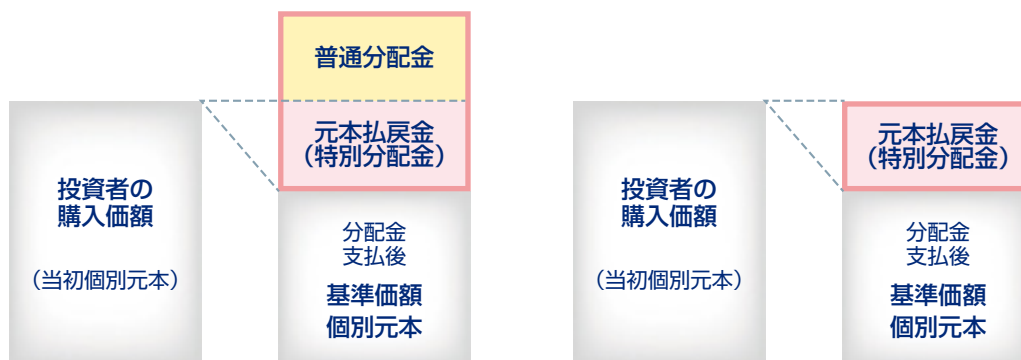 普通分配金
元本払戻金
（特別分配金）
投資者の
購入価額
（当初個別元本）
分配金
支払後
基準価額
個別元本
元本払戻金
（特別分配金）
投資者の
購入価額
（当初個別元本）
分配金
支払後
基準価額
個別元本